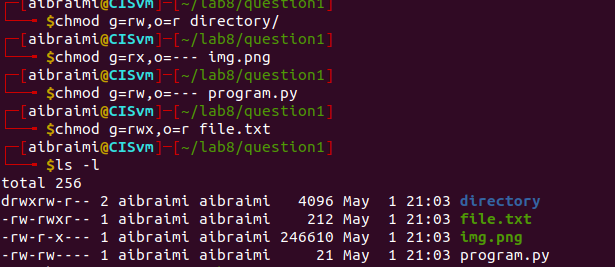 [aibraimi@CISvm]-[~/lab8/question1]
$chmod g=rw,o=r directory/
[aibraimi@CISvm]-[~/lab8/question1]
$chmod g=rx,o=--- img.png
[aibraimi@CISvm]-[~/lab8/question1]
$chmod g=rw,o=--- program.py
[aibraimi@CISvm]-[~/lab8/question1]
$chmod g=rwx,o=r file.txt
[aibraimi@CISvm]-[~/lab8/question1]
$ls -l
total 256
drwxrw-r-- 2 aibraimi aibraimi   4096 May  1 21:03 directory
-rw-rwxr-- 1 aibraimi aibraimi    212 May  1 21:03 file.txt
-rw-r-x--- 1 aibraimi aibraimi 246610 May  1 21:03 img.png
-rw-rw---- 1 aibraimi aibraimi     21 May  1 21:03 program.py